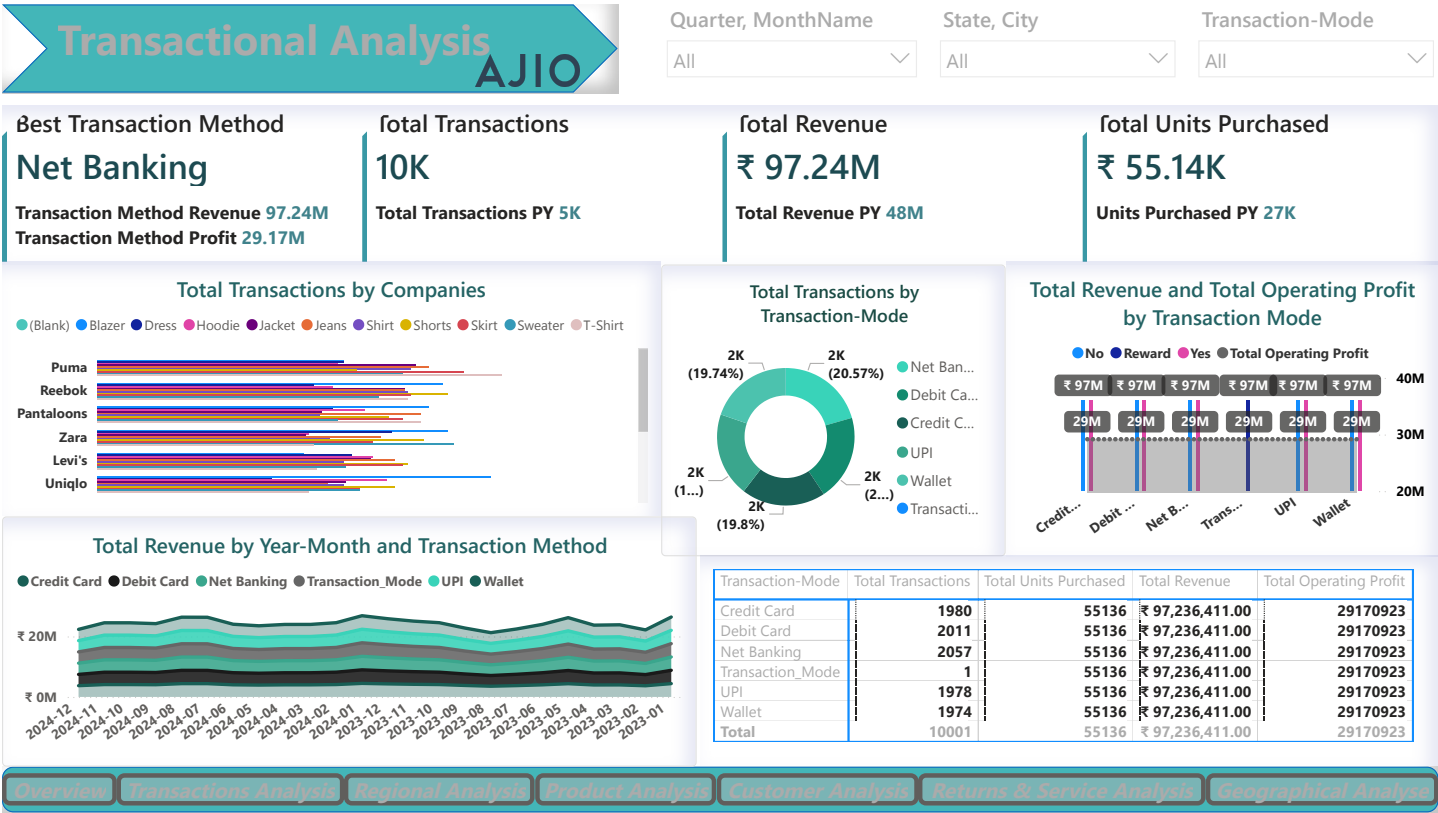 Transactional Analysis
AJIO
Quarter, MonthName
All
State, City
All
Transaction-Mode
All
Best Transaction Method
Net Banking
Transaction Method Revenue 97.24M
Transaction Method Profit 29.17M
Total Transactions
10K
Total Transactions PY 5K
Total Revenue
₹ 97.24M
Total Revenue PY 48M
Total Units Purchased
₹ 55.14K
Units Purchased PY 27K
Total Transactions by Companies
(Blank) Blazer Dress Hoodie Jacket Jeans Shirt Shorts Skirt Sweater T-Shirt
Puma
Reebok
Pantaloons
Zara
Levi's
Uniqlo
Total Transactions by
Transaction-Mode
2K
(19.74%)
2K
(20.57%)
2K
(1...)
2K
(2...)
2K
(19.8%)
Net Ban...
Debit Ca...
Credit C...
UPI
Wallet
Transacti...
Total Revenue and Total Operating Profit
by Transaction Mode
No Reward Yes Total Operating Profit
₹ 97M ₹ 97M ₹ 97M ₹ 97M ₹ 97M ₹ 97M
29M 29M 29M 29M 29M 29M
40M
30M
20M
Credit... Debit ... Net B... Trans... UPI Wallet
Total Revenue by Year-Month and Transaction Method
Credit Card Debit Card Net Banking Transaction_Mode UPI Wallet
₹ 20M
₹ 0M
2024-12 2024-11 2024-10 2024-09 2024-08 2024-07 2024-06 2024-05 2024-04 2024-03 2024-02 2024-01 2023-12 2023-11 2023-10 2023-09 2023-08 2023-07 2023-06 2023-05 2023-04 2023-03 2023-02 2023-01
Transaction-Mode Total Transactions Total Units Purchased Total Revenue Total Operating Profit
Credit Card 1980 55136 ₹ 97,236,411.00 29170923
Debit Card 2011 55136 ₹ 97,236,411.00 29170923
Net Banking 2057 55136 ₹ 97,236,411.00 29170923
Transaction_Mode 1 55136 ₹ 97,236,411.00 29170923
UPI 1978 55136 ₹ 97,236,411.00 29170923
Wallet 1974 55136 ₹ 97,236,411.00 29170923
Total 10001 55136 ₹ 97,236,411.00 29170923
Overview Transactions Analysis Regional Analysis Product Analysis Customer Analysis Returns & Service Analysis Geographical Analyse